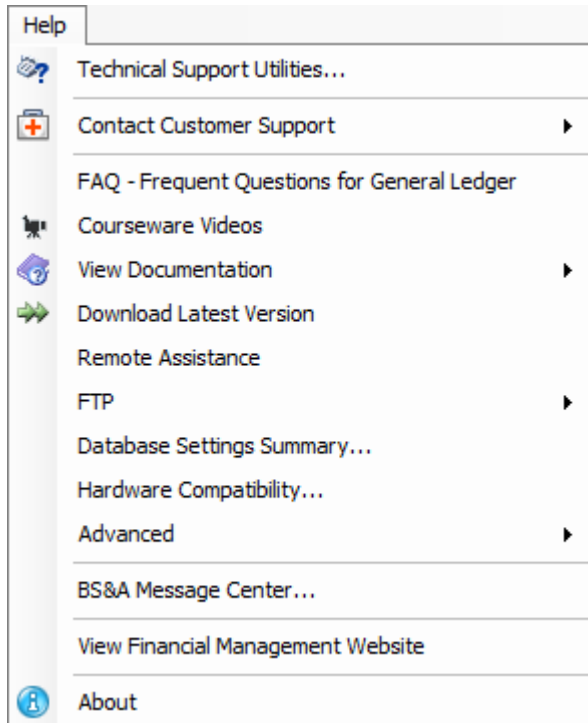 Help
Technical Support Utilities...
Contact Customer Support
FAQ - Frequent Questions for General Ledger
Courseware Videos
View Documentation
Download Latest Version
Remote Assistance
FTP
Database Settings Summary...
Hardware Compatibility...
Advanced
BS&A Message Center...
View Financial Management Website
About